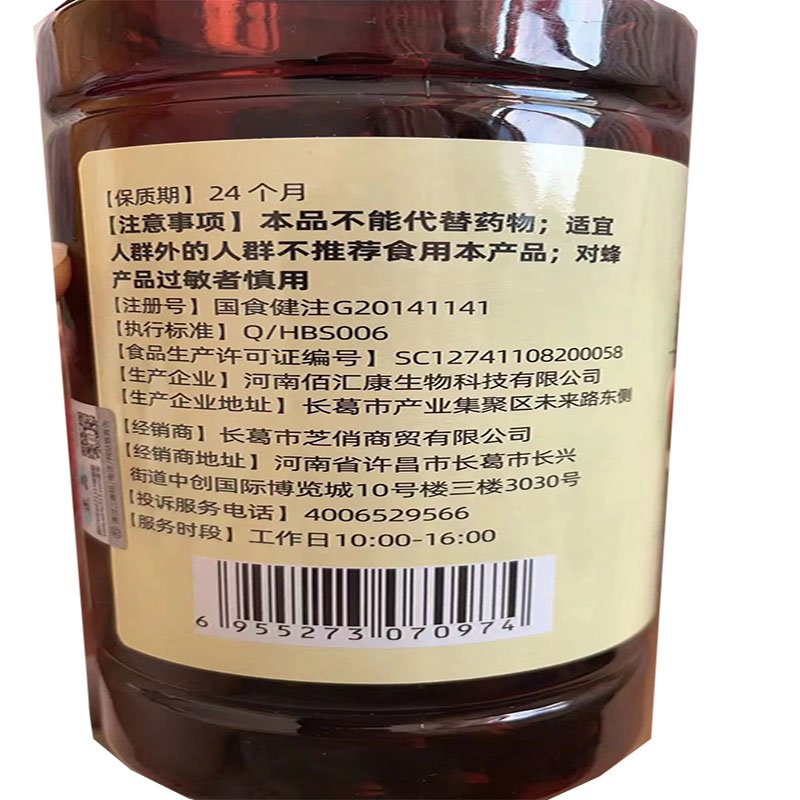 【保质期】24个月
【注意事项】本品不能代替药物；适宜
人群外的人群不推荐食用本产品；对蜂
产品过敏者慎用
【注册号】国食健注G20141141
【执行标准】Q/HBS006
【食品生产许可证编号】SC12741108200058
【生产企业】河南佰汇康生物科技有限公司
【生产企业地址】长葛市产业集聚区未来路东侧
【经销商】长葛市芝俏商贸有限公司
【经销商地址】河南省许昌市长葛市长兴
街道中创国际博览城10号楼三楼3030号
【投诉服务电话】4006529566
【服务时段】工作日10:00-16:00
6 955273 070974